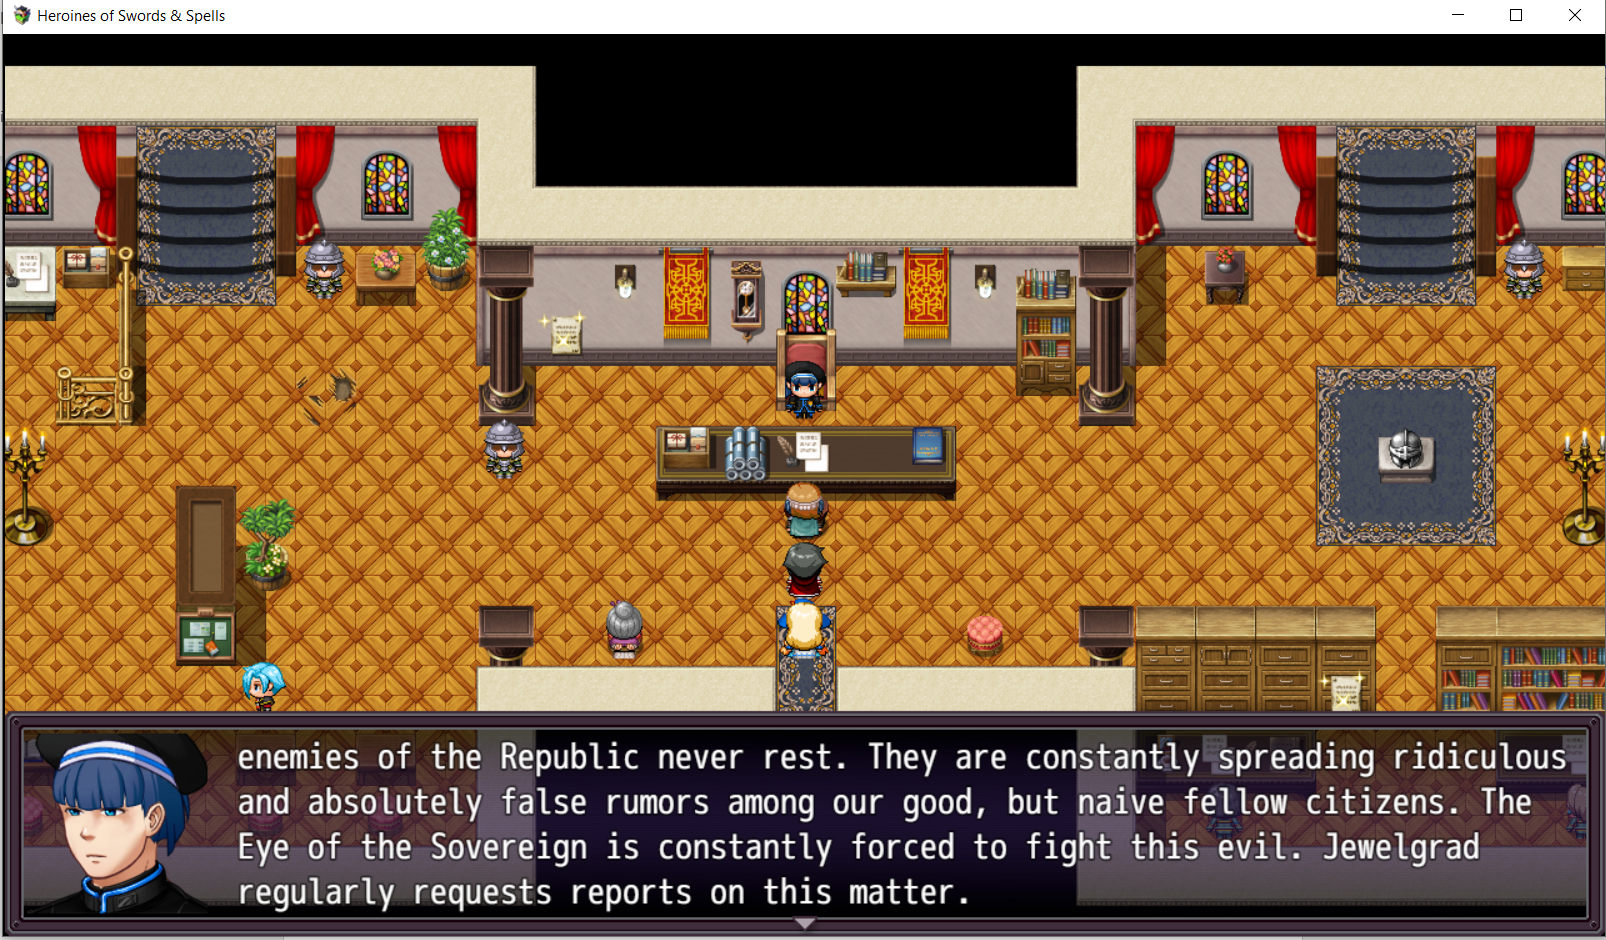 Heroines of Swords & Spells
enemies of the Republic never rest. They are constantly spreading ridiculous
and absolutely false rumors among our good, but naive fellow citizens. The
Eye of the Sovereign is constantly forced to fight this evil. Jewelgrad
regularly requests reports on this matter.